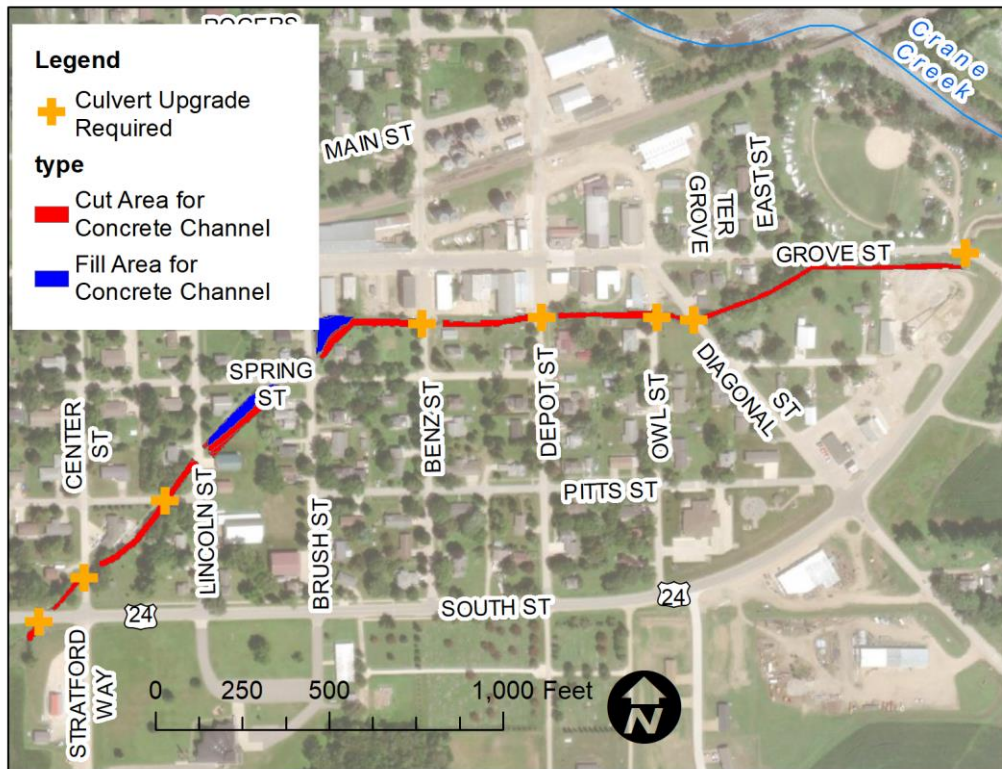 ROGERS
Legend
Culvert Upgrade
Required
type
Cut Area for
Concrete Channel
Fill Area for
Concrete Channel
Crane
Creek
MAIN ST
GROVE
TER
EAST ST
GROVE ST
SPRING
ST
CENTER
ST
LINCOLN ST
BRUSH ST
BENZ ST
DEPOT ST
OWL ST
DIAGONAL
ST
PITTS ST
24
SOUTH ST
24
STRATFORD
WAY
0 250 500 1,000 Feet
N